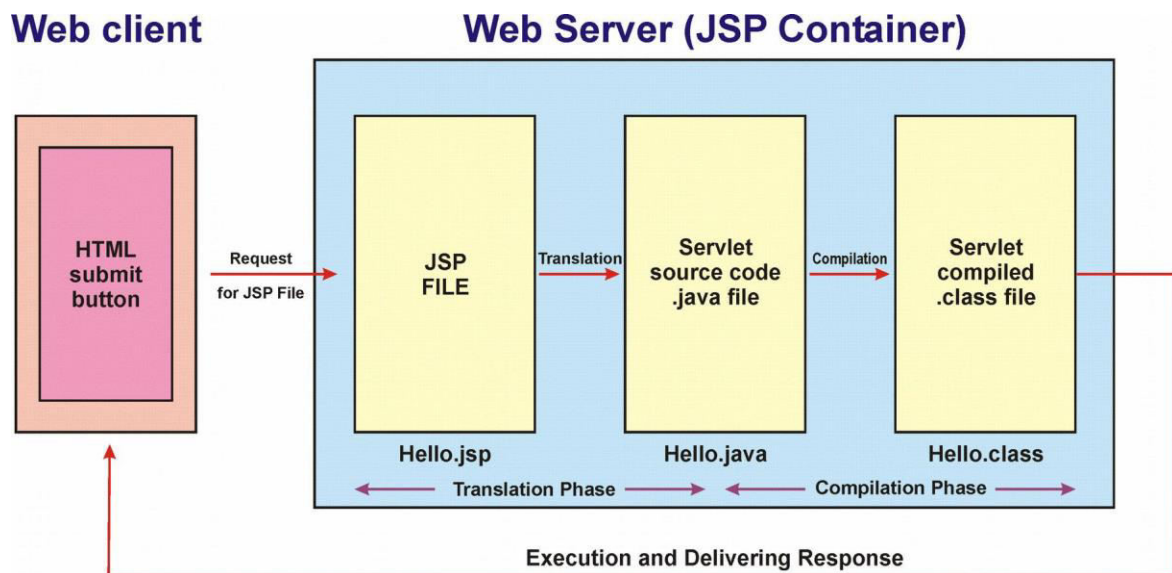 Web client
Web Server (JSP Container)
HTML
submit
button
Request
for JSP File
JSP
FILE
Translation
Servlet
source code
.java file
Compilation
Servlet
compiled
.class file
Hello.jsp
Hello.java
Hello.class
Translation Phase
Compilation Phase
Execution and Delivering Response